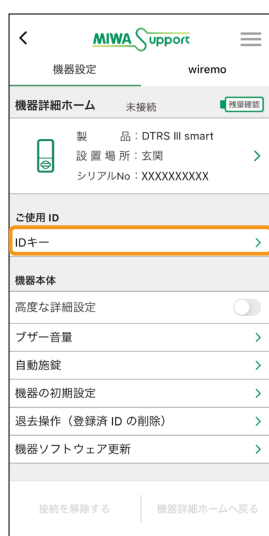 MIWA Support
機器設定 wiremo
機器詳細ホーム 未接続 残量確認
製 品：DTRS III smart
設 置 場 所：玄関
シリアルNo：XXXXXXXXXX
ご使用 ID
IDキー
機器本体
高度な詳細設定
ブザー音量
自動施錠
機器の初期設定
退去操作（登録済 ID の削除）
機器ソフトウェア更新
接続を解除する 機器詳細ホームへ戻る